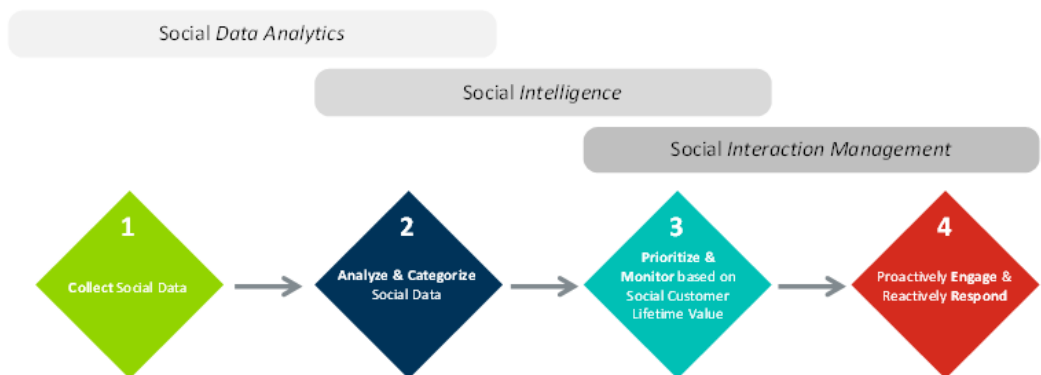 Social Data Analytics
Social Intelligence
Social Interaction Management
1
Collect Social Data
2
Analyze & Categorize
Social Data
3
Prioritize &
Monitor based on
Social Customer
Lifetime Value
4
Proactively Engage &
Reactively Respond